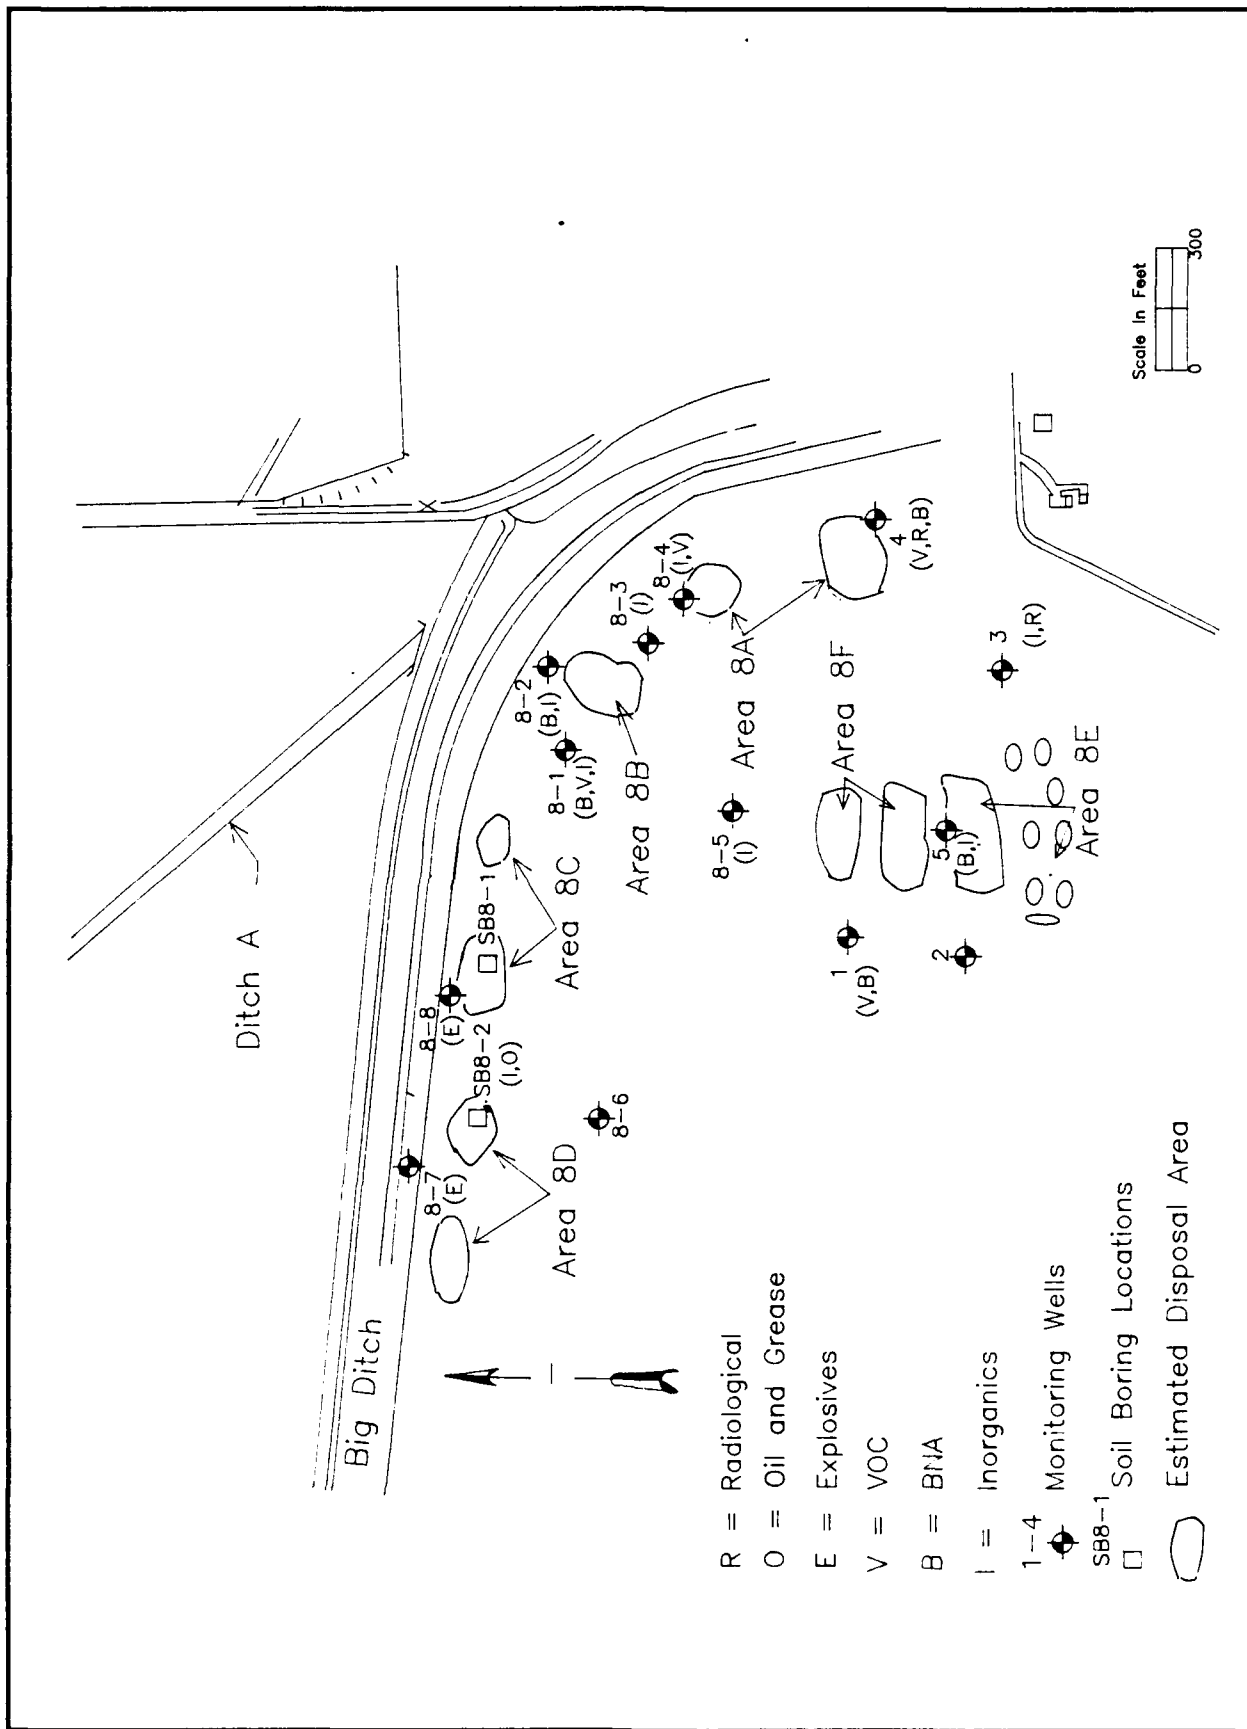 Ditch A
Big Ditch
8-7
(E)
8-8
(E)
SB8-1
SB8-2
(I,O)
8-6
Area 8D
Area 8C
8-1
(B,V,I)
8-2
(B,I)
Area 8B
8-3
(I)
8-4
(I,V)
8-5
(I)
Area 8A
Area 8F
4
(V,R,B)
1
(V,B)
2
5
(B,I)
3
(I,R)
Area 8E
R = Radiological
O = Oil and Grease
E = Explosives
V = VOC
B = BNA
I = Inorganics
1-4
Monitoring Wells
SB8-1
Soil Boring Locations
Estimated Disposal Area
Scale In Feet
0 300